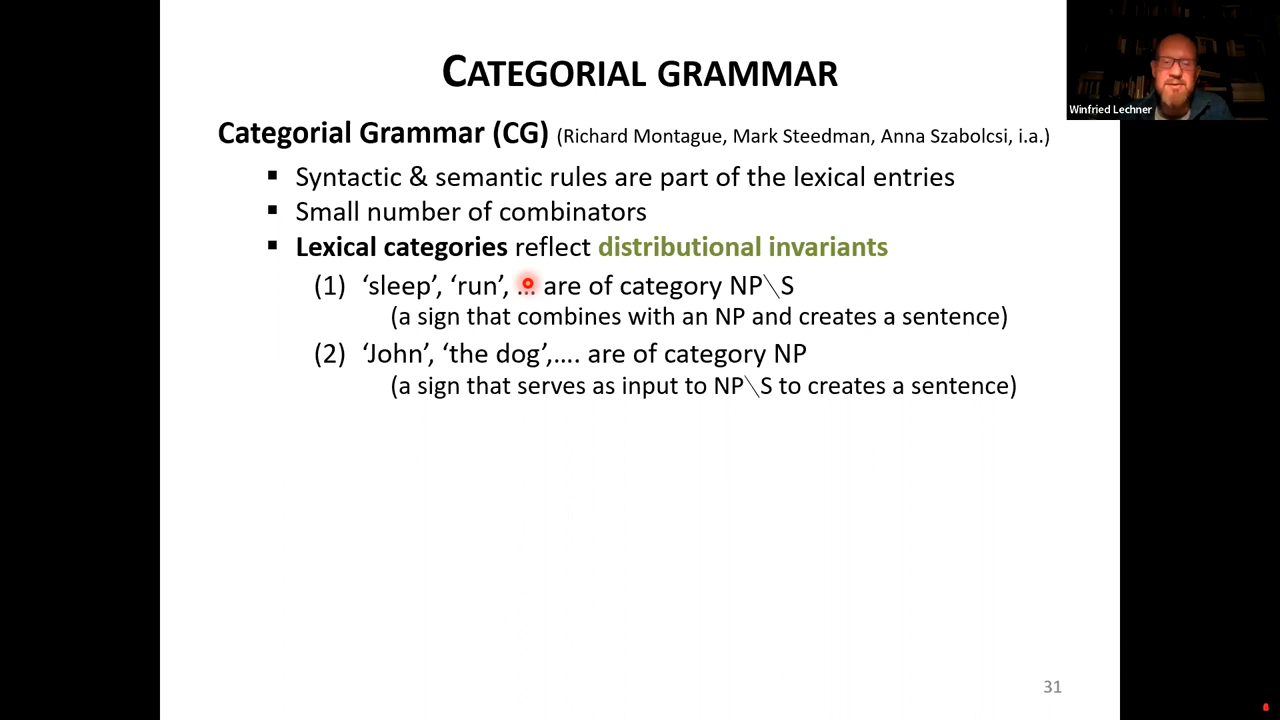 CATEGORIAL GRAMMAR
Winfried Lechner
Categorial Grammar (CG) (Richard Montague, Mark Steedman, Anna Szabolcsi, i.a.)
▪ Syntactic & semantic rules are part of the lexical entries
▪ Small number of combinators
▪ Lexical categories reflect distributional invariants
(1) ‘sleep’, ‘run’, … are of category NP\S
(a sign that combines with an NP and creates a sentence)
(2) ‘John’, ‘the dog’,.... are of category NP
(a sign that serves as input to NP\S to creates a sentence)
31